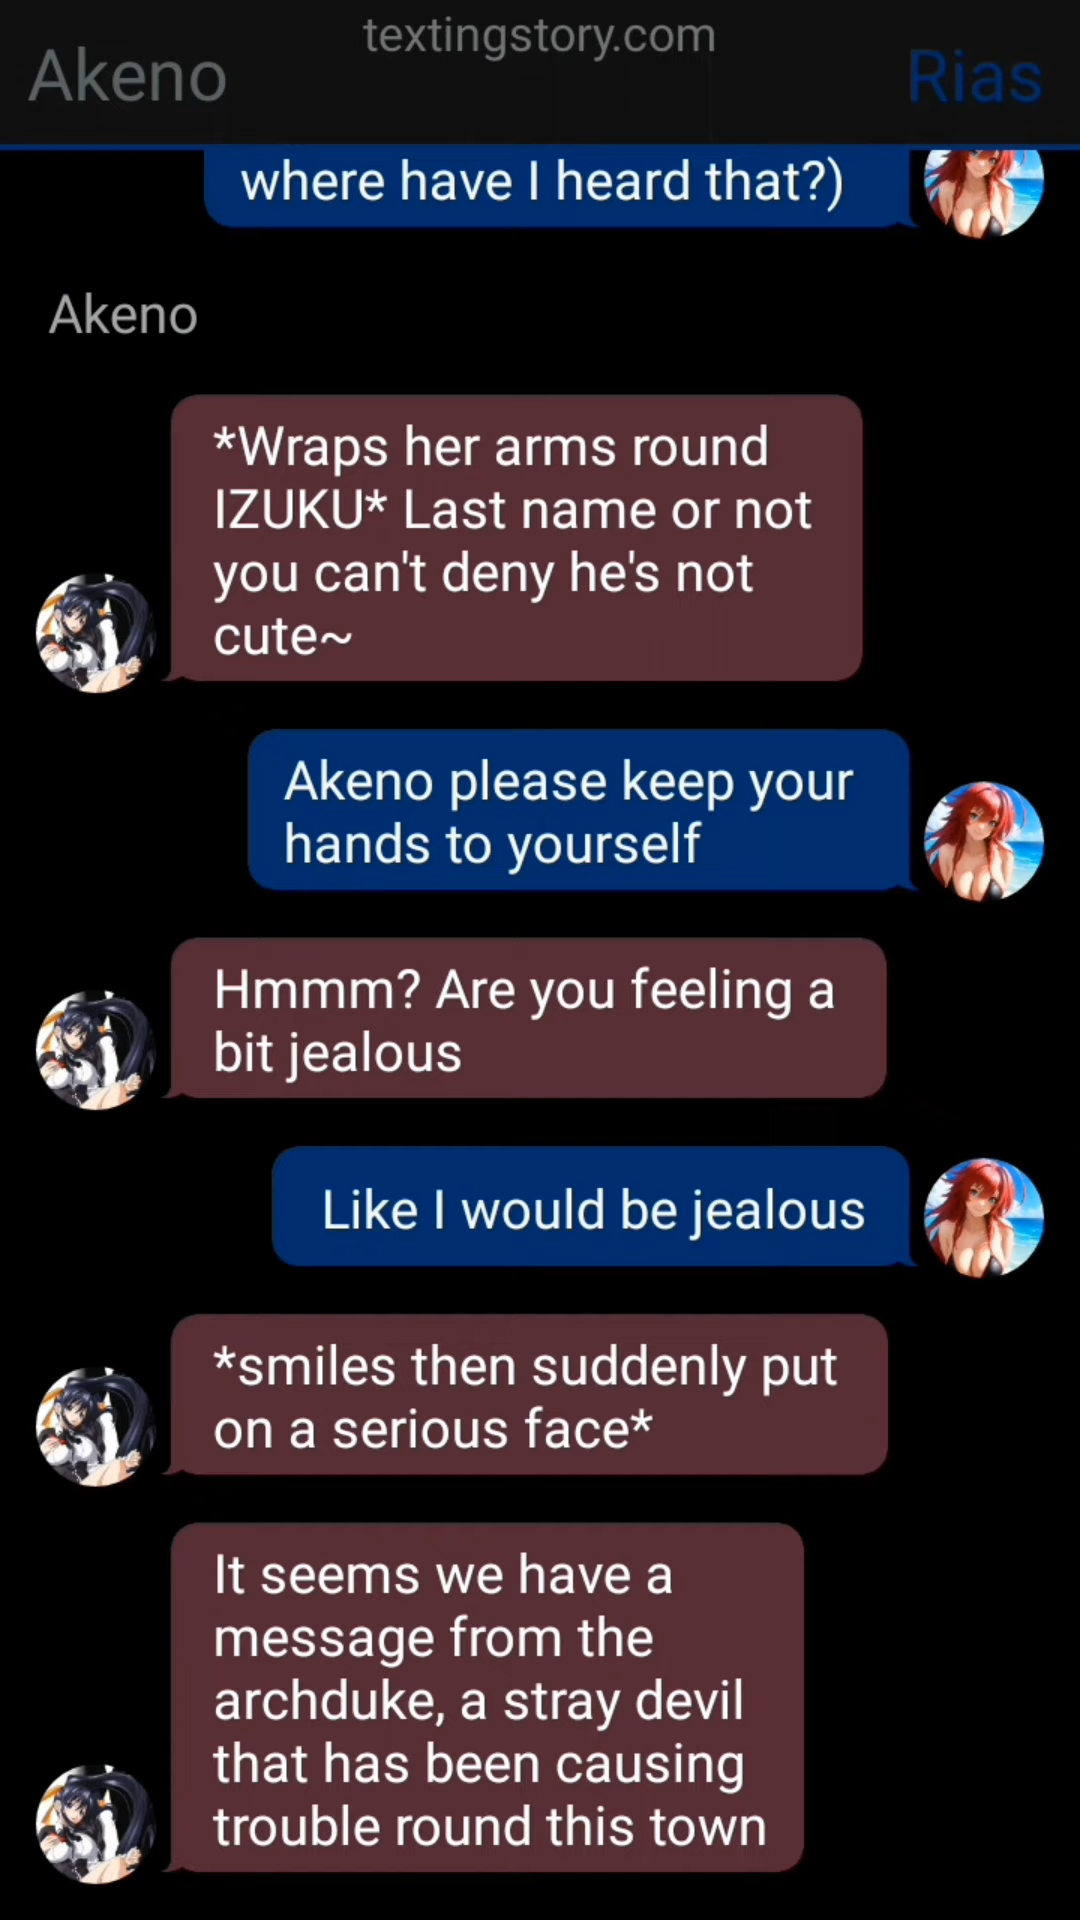 textingstory.com
Akeno
Rias
where have I heard that?)
Akeno
*Wraps her arms round
IZUKU* Last name or not
you can't deny he's not
cute~
Akeno please keep your
hands to yourself
Hmmm? Are you feeling a
bit jealous
Like I would be jealous
*smiles then suddenly put
on a serious face*
It seems we have a
message from the
archduke, a stray devil
that has been causing
trouble round this town